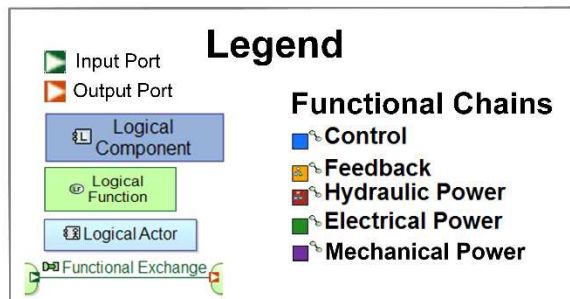 Legend
Input Port
Output Port
Logical
Component
Logical
Function
Logical Actor
Functional Exchange
Functional Chains
Control
Feedback
Hydraulic Power
Electrical Power
Mechanical Power